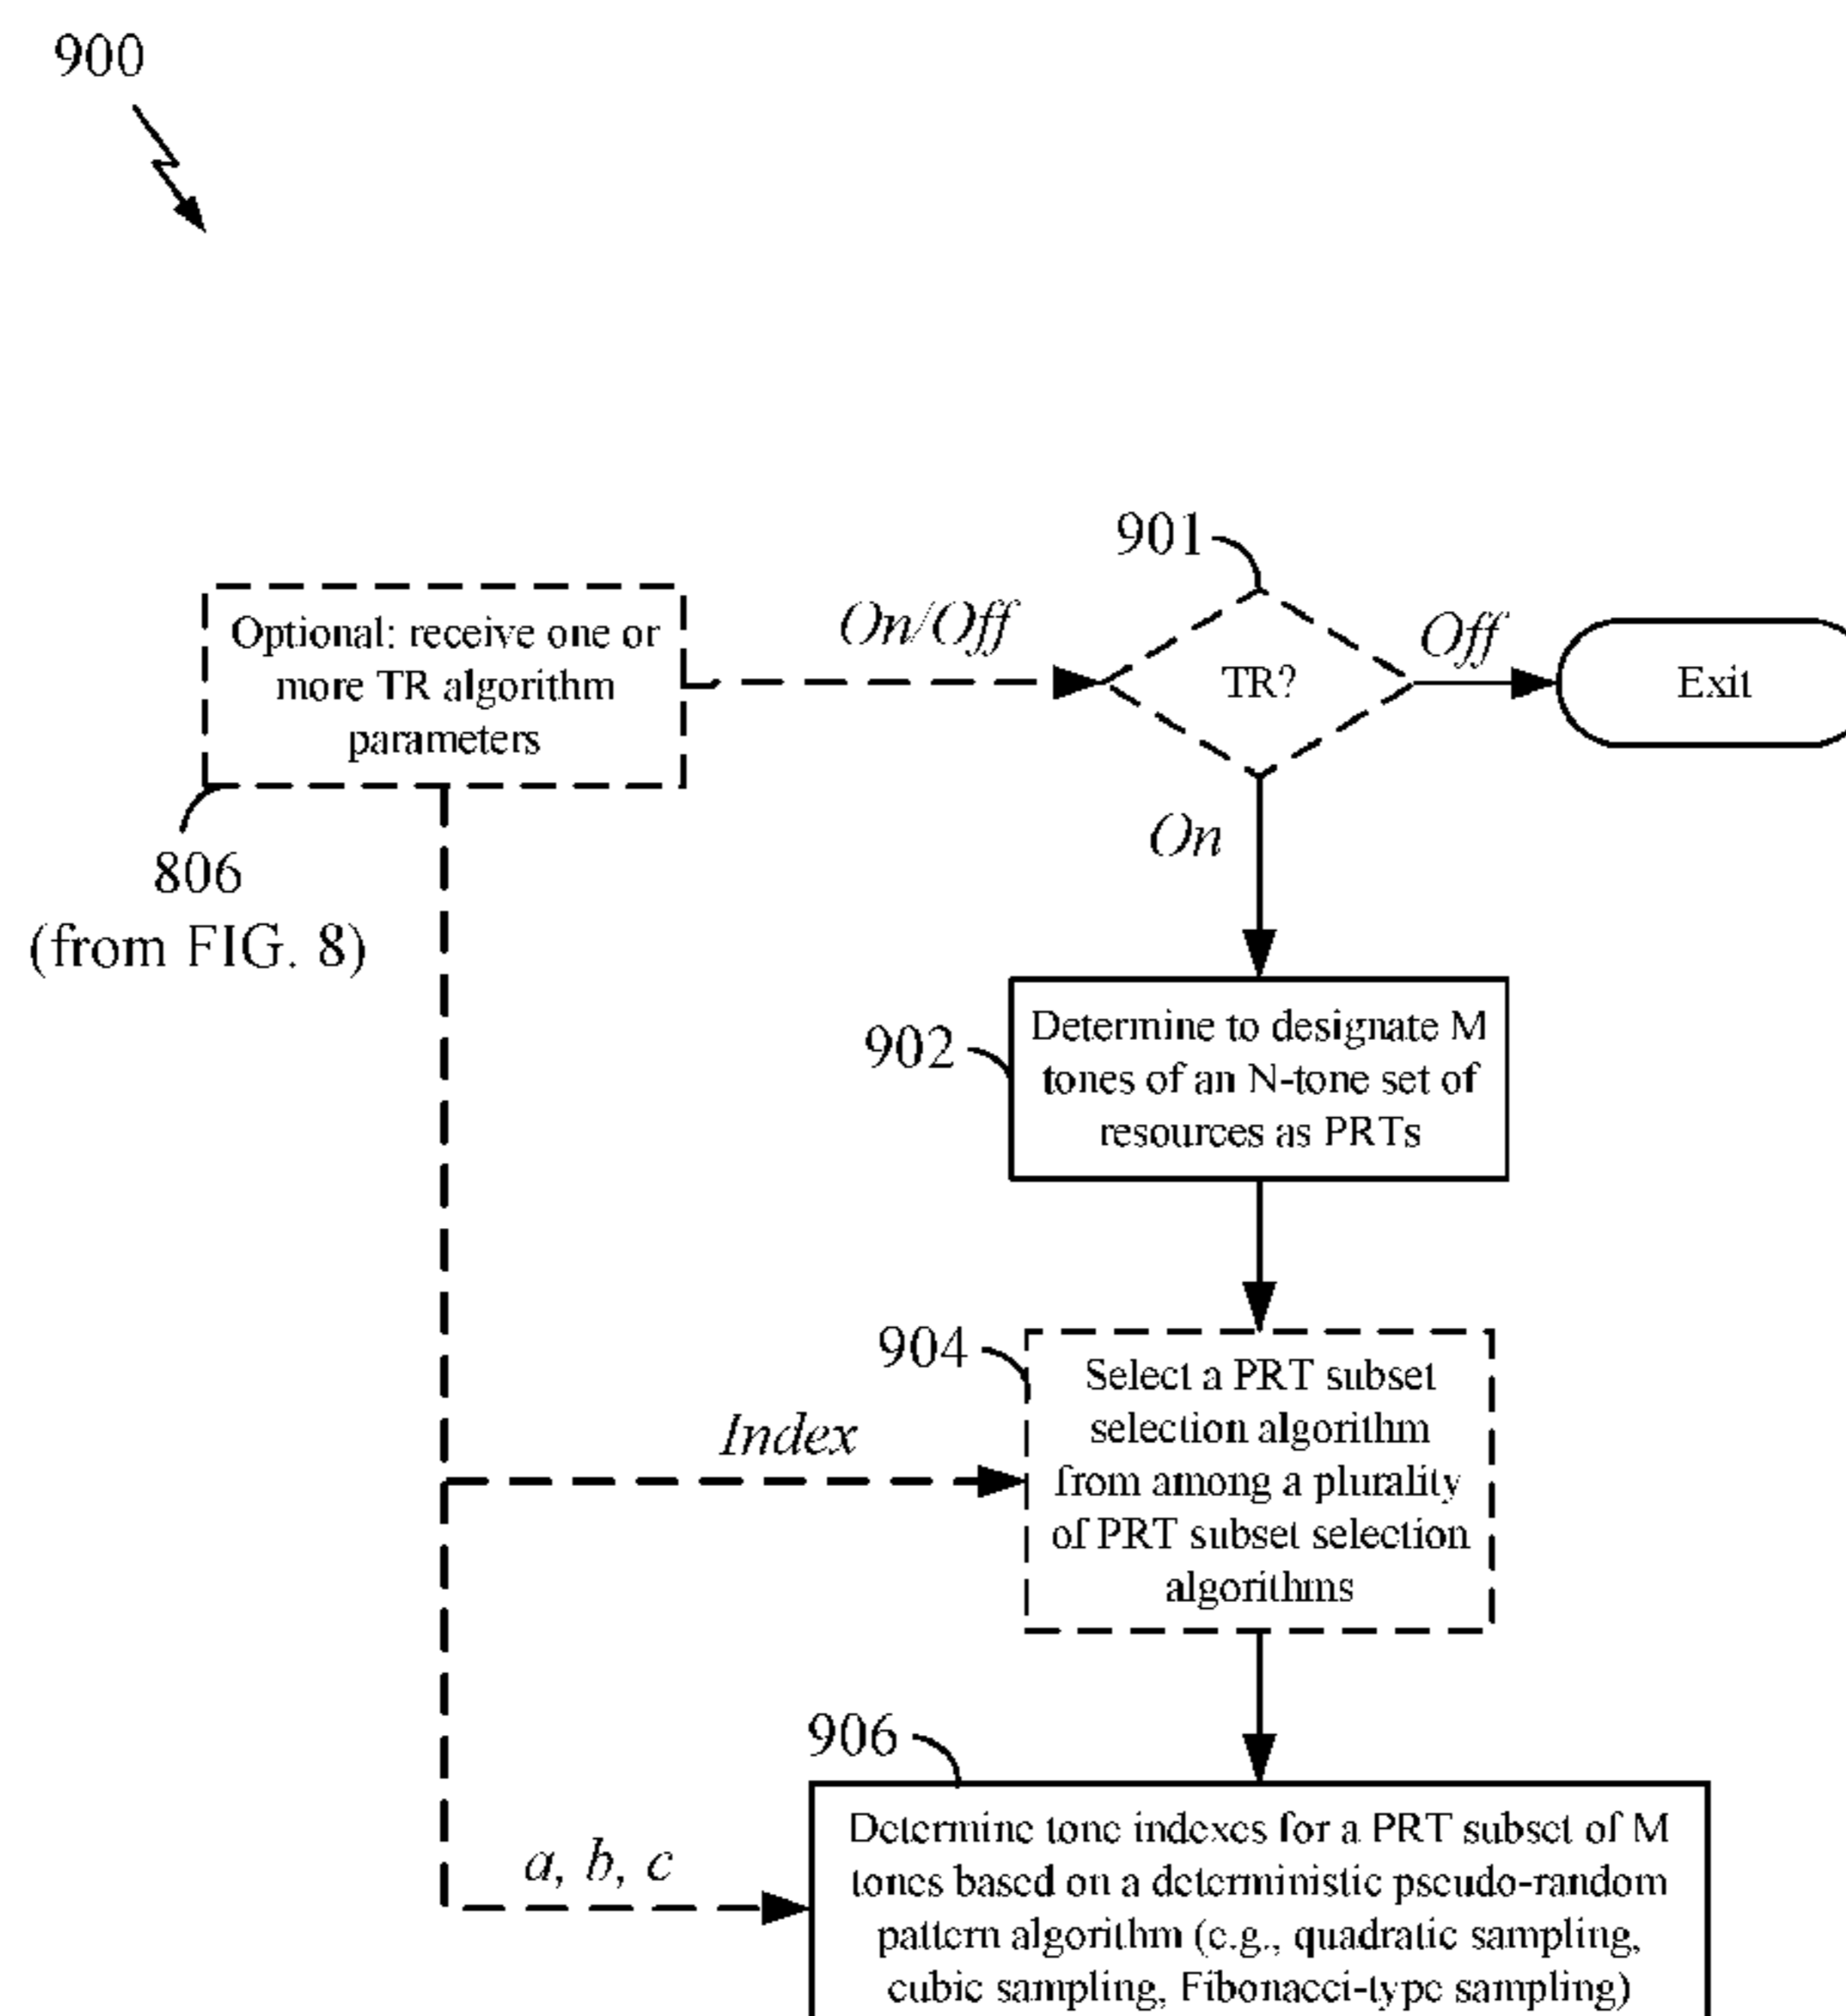 900
901
Optional: receive one or
more TR algorithm
parameters
On/Off
TR?
Off
Exit
On
806
(from FIG. 8)
902
Determine to designate M
tones of an N-tone set of
resources as PRTs
904
Select a PRT subset
selection algorithm
from among a plurality
of PRT subset selection
algorithms
Index
906
Determine tone indexes for a PRT subset of M
tones based on a deterministic pseudo-random
pattern algorithm (e.g., quadratic sampling,
cubic sampling, Fibonacci-type sampling)
a, b, c